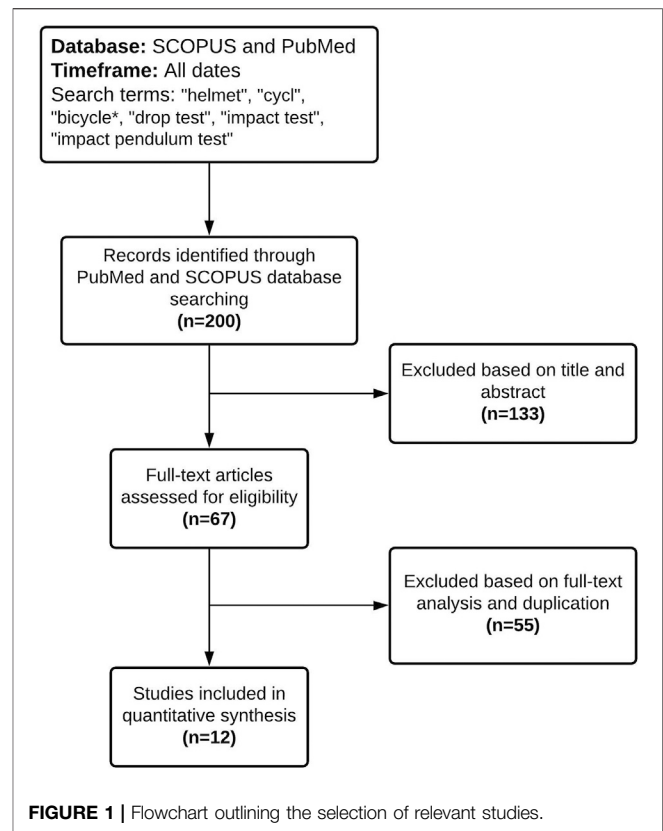 Database: SCOPUS and PubMed
Timeframe: All dates
Search terms: "helmet", "cycl",
"bicycle*, "drop test", "impact test",
"impact pendulum test"
Records identified through
PubMed and SCOPUS database
searching
(n=200)
Excluded based on title and
abstract
(n=133)
Full-text articles
assessed for eligibility
(n=67)
Excluded based on full-text
analysis and duplication
(n=55)
Studies included in
quantitative synthesis
(n=12)
FIGURE 1 | Flowchart outlining the selection of relevant studies.